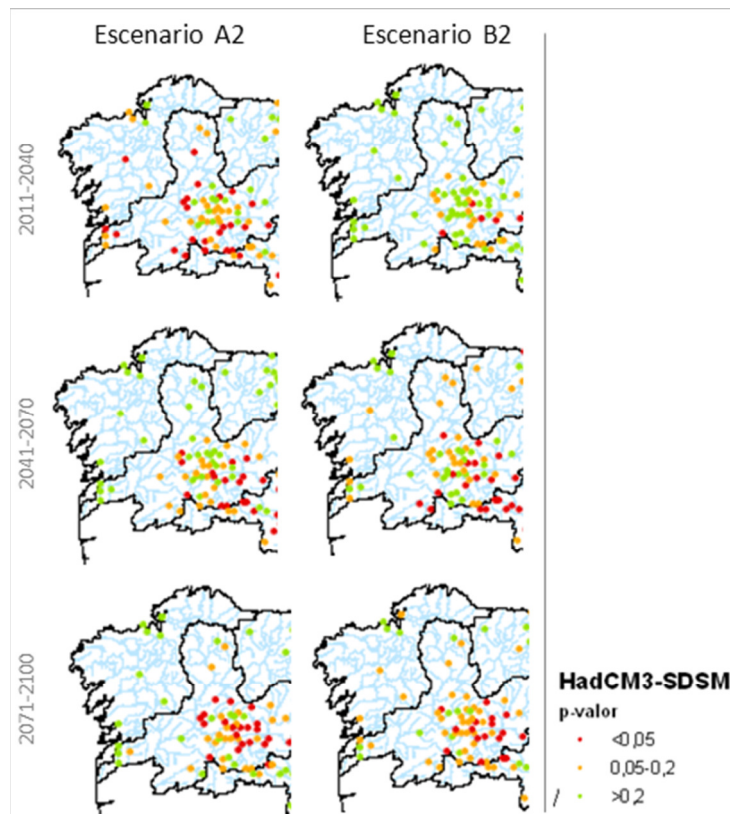 Escenario A2
Escenario B2
2011-2040
2041-2070
2071-2100
HadCM3-SDSM
p-valor
<0,05
0,05-0,2
/ >0,2